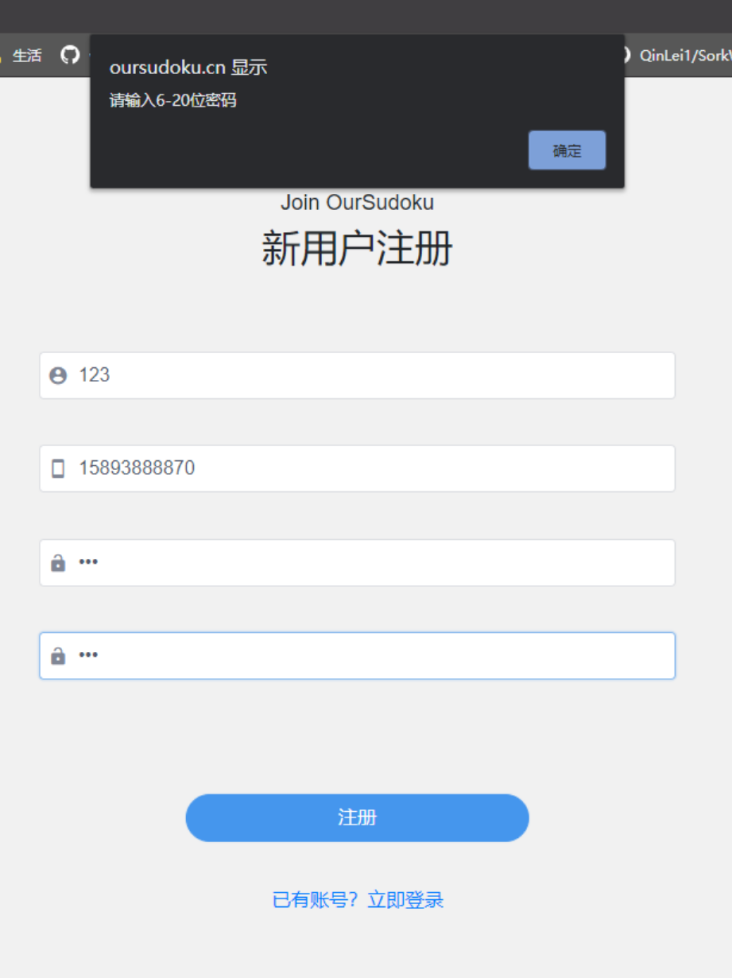 生活
QinLei1/Sork
oursudoku.cn 显示
请输入6-20位密码
确定
Join OurSudoku
新用户注册
123
15893888870
•••
•••
注册
已有账号？立即登录